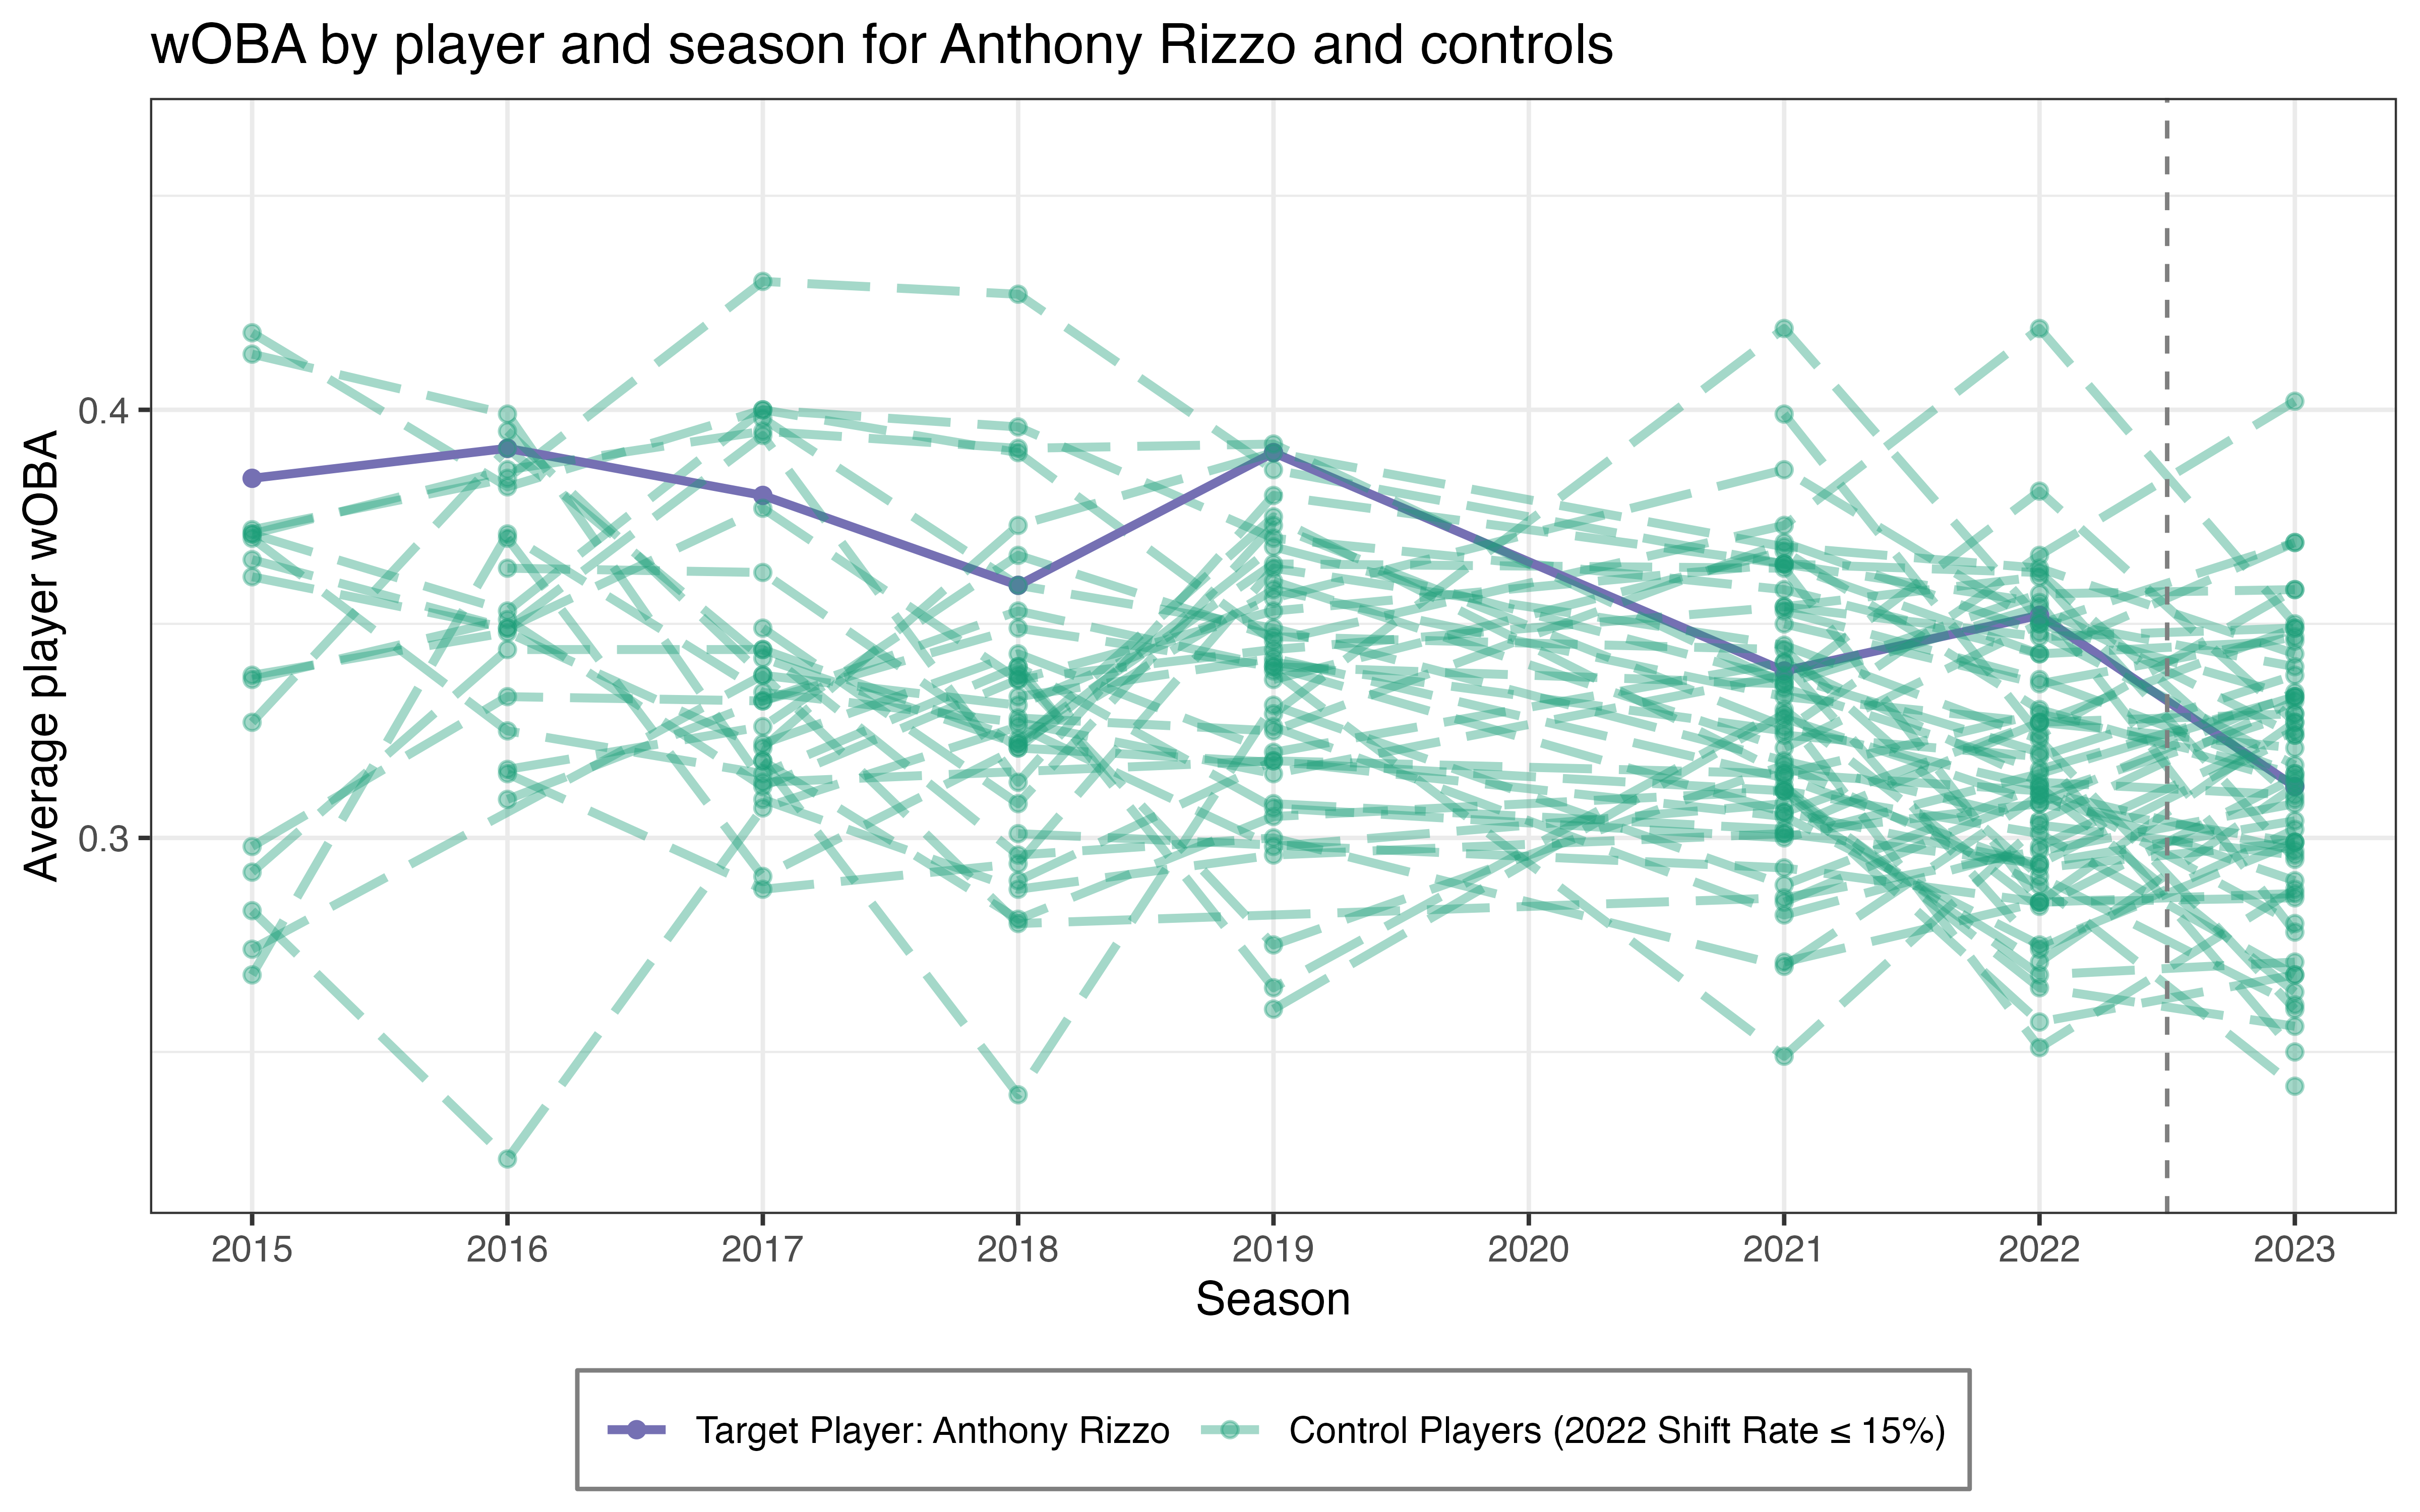 wOBA by player and season for Anthony Rizzo and controls
Average player wOBA
0.4
0.3
2015 2016 2017 2018 2019 2020 2021 2022 2023
Season
Target Player: Anthony Rizzo Control Players (2022 Shift Rate ≤ 15%)